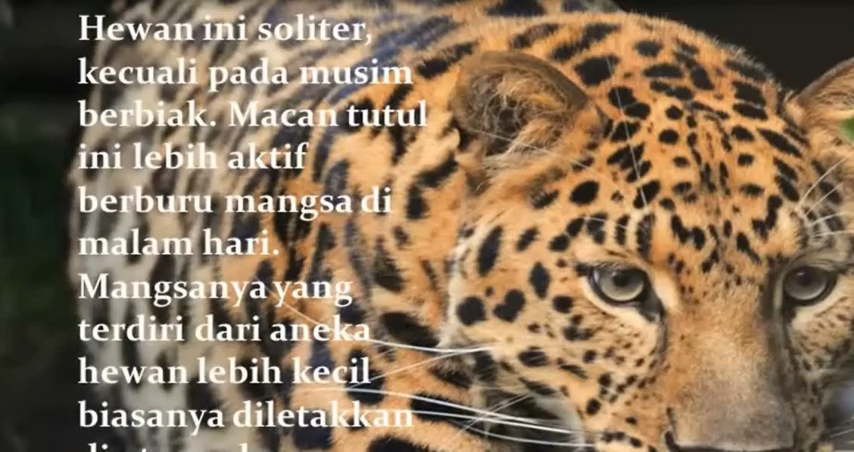 Hewan ini soliter,
kecuali pada musim
berbiak. Macan tutul
ini lebih aktif
berburu mangsa di
malam hari.
Mangsanya yang
terdiri dari aneka
hewan lebih kecil
biasanya diletakkan